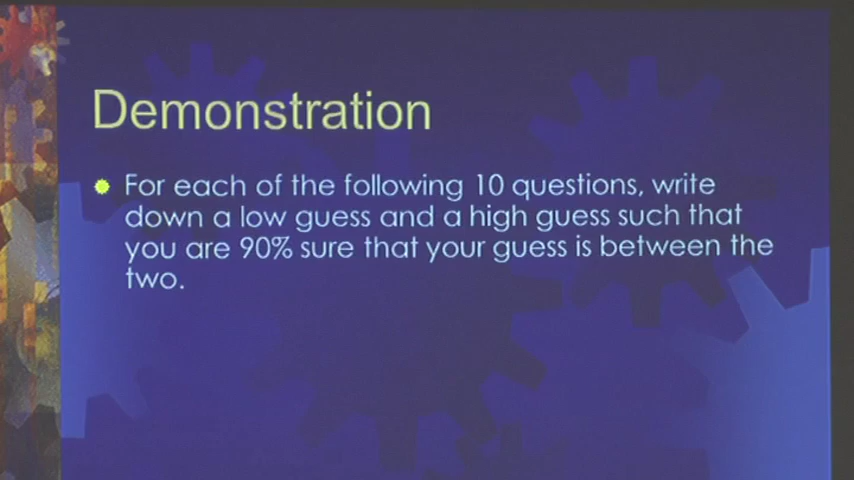 Demonstration
For each of the following 10 questions, write
down a low guess and a high guess such that
you are 90% sure that your guess is between the
two.